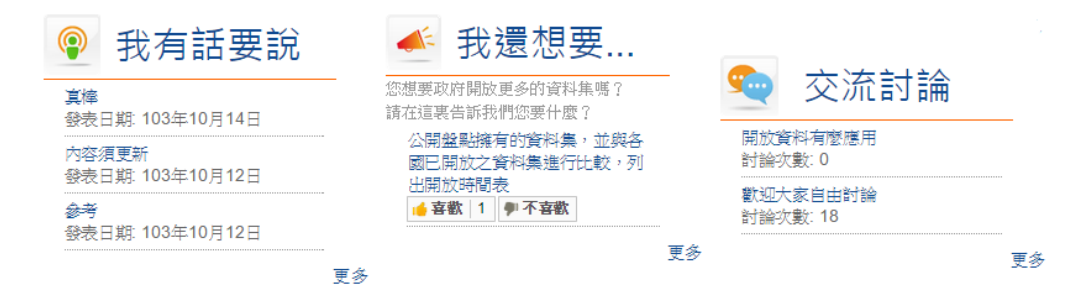 我有話要說
真棒
發表日期: 103年10月14日
內容須更新
發表日期: 103年10月12日
參考
發表日期: 103年10月12日
更多
我還想要...
您想要政府開放更多的資料集嗎？
請在這裏告訴我們您要什麼？
公開盤點擁有的資料集，並與各
國已開放之資料集進行比較，列
出開放時間表
喜歡 1 不喜歡
更多
交流討論
開放資料有麼應用
討論次數: 0
歡迎大家自由討論
討論次數: 18
更多